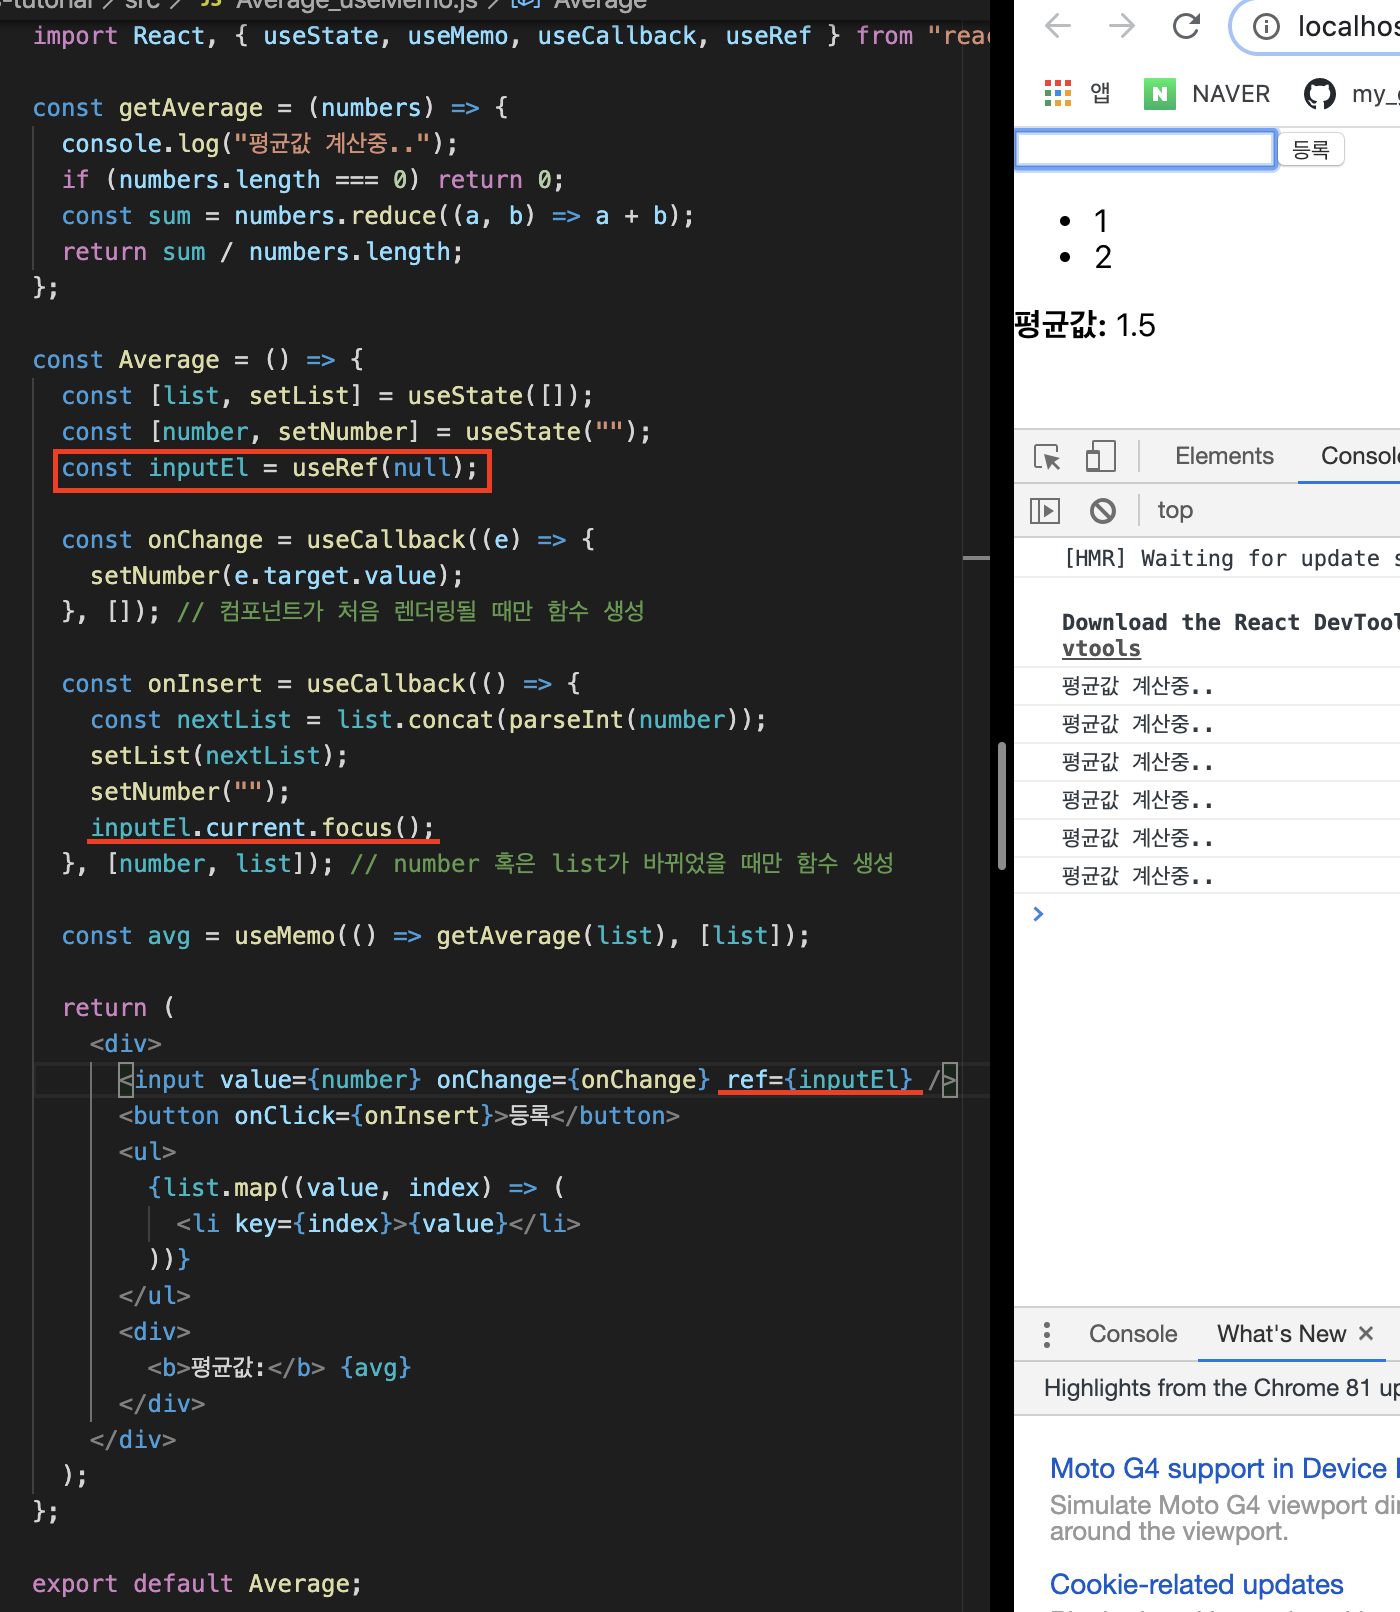 -tutorial / src / JS Average_useMemo.js / Average
import React, { useState, useMemo, useCallback, useRef } from "reac
const getAverage = (numbers) => {
console.log("평균값 계산중..");
if (numbers.length === 0) return 0;
const sum = numbers.reduce((a, b) => a + b);
return sum / numbers.length;
};
const Average = () => {
const [list, setList] = useState([]);
const [number, setNumber] = useState("");
const inputEl = useRef(null);
const onChange = useCallback((e) => {
setNumber(e.target.value);
}, []); // 컴포넌트가 처음 렌더링될 때만 함수 생성
const onInsert = useCallback(() => {
const nextList = list.concat(parseInt(number));
setList(nextList);
setNumber("");
inputEl.current.focus();
}, [number, list]); // number 혹은 list가 바뀌었을 때만 함수 생성
const avg = useMemo(() => getAverage(list), [list]);
return (
<div>
<input value={number} onChange={onChange} ref={inputEl} />
<button onClick={onInsert}>등록</button>
<ul>
{list.map((value, index) => (
<li key={index}>{value}</li>
))}
</ul>
<div>
<b>평균값:</b> {avg}
</div>
</div>
);
};
export default Average;
localhos
앱 N NAVER my_
등록
1
2
평균값: 1.5
Elements Console
top
[HMR] Waiting for update s
Download the React DevTool
vtools
평균값 계산중..
평균값 계산중..
평균값 계산중..
평균값 계산중..
평균값 계산중..
평균값 계산중..
Console What's New ×
Highlights from the Chrome 81 up
Moto G4 support in Device
Simulate Moto G4 viewport di
around the viewport.
Cookie-related updates